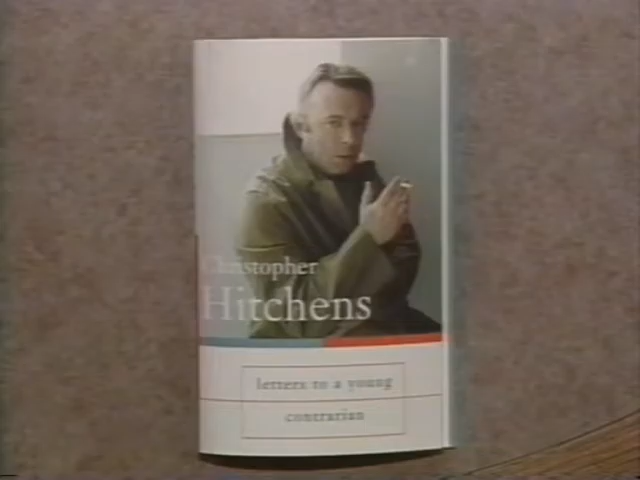 Christopher
Hitchens
letters to a young
contrarian